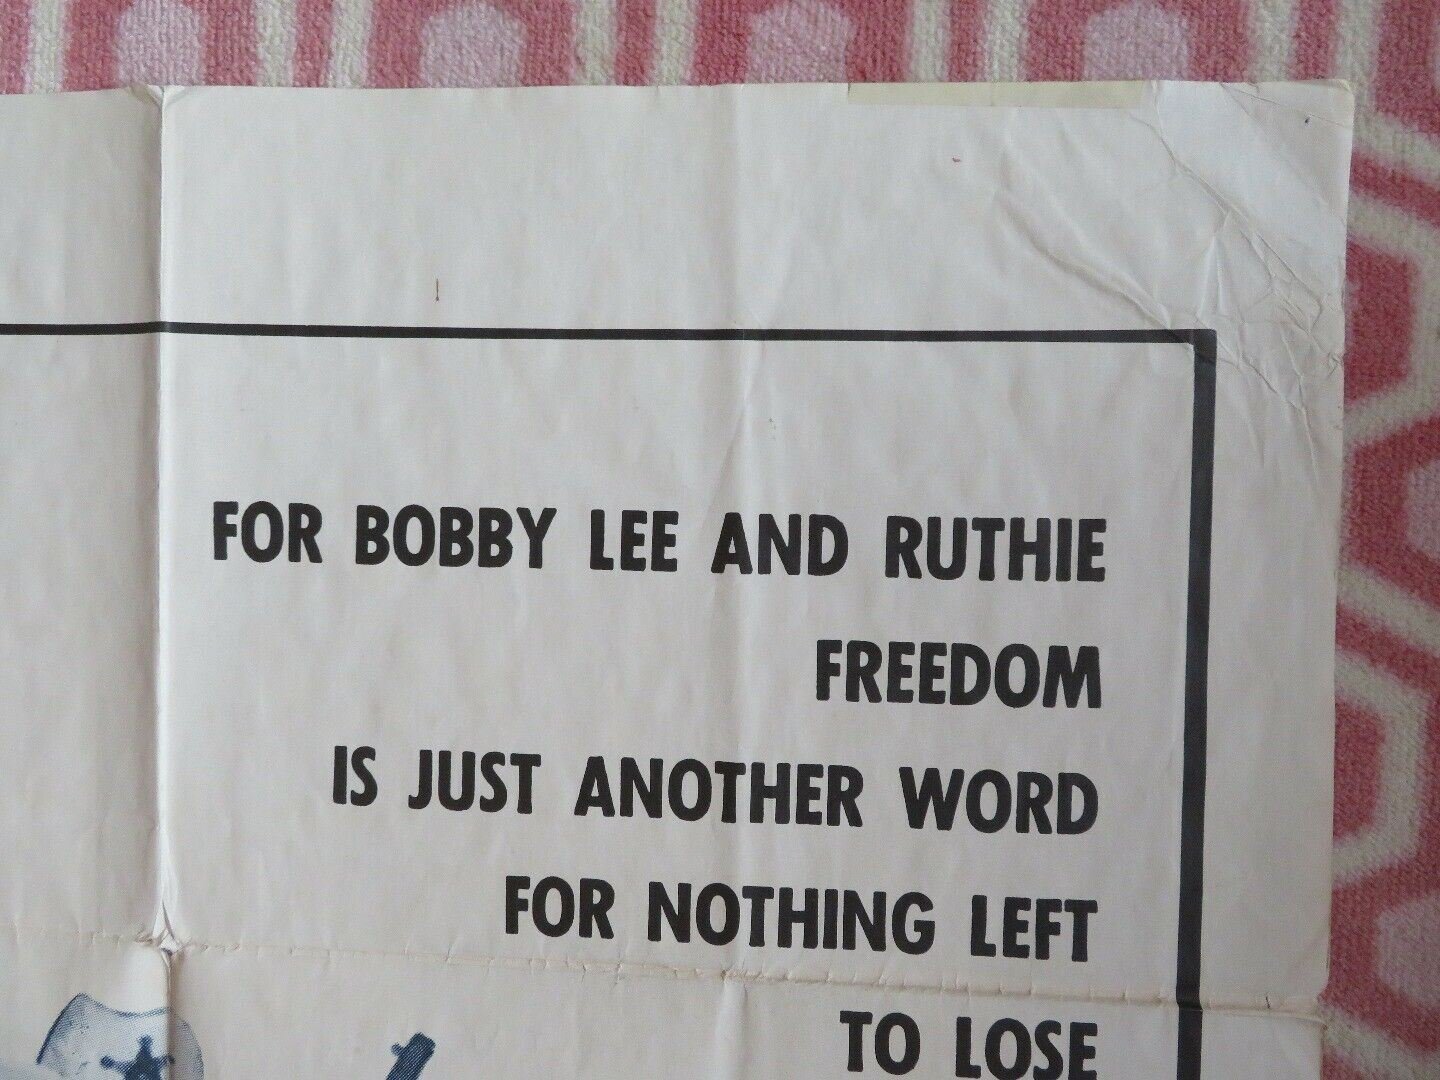 FOR BOBBY LEE AND RUTHIE
FREEDOM
IS JUST ANOTHER WORD
FOR NOTHING LEFT
TO LOSE